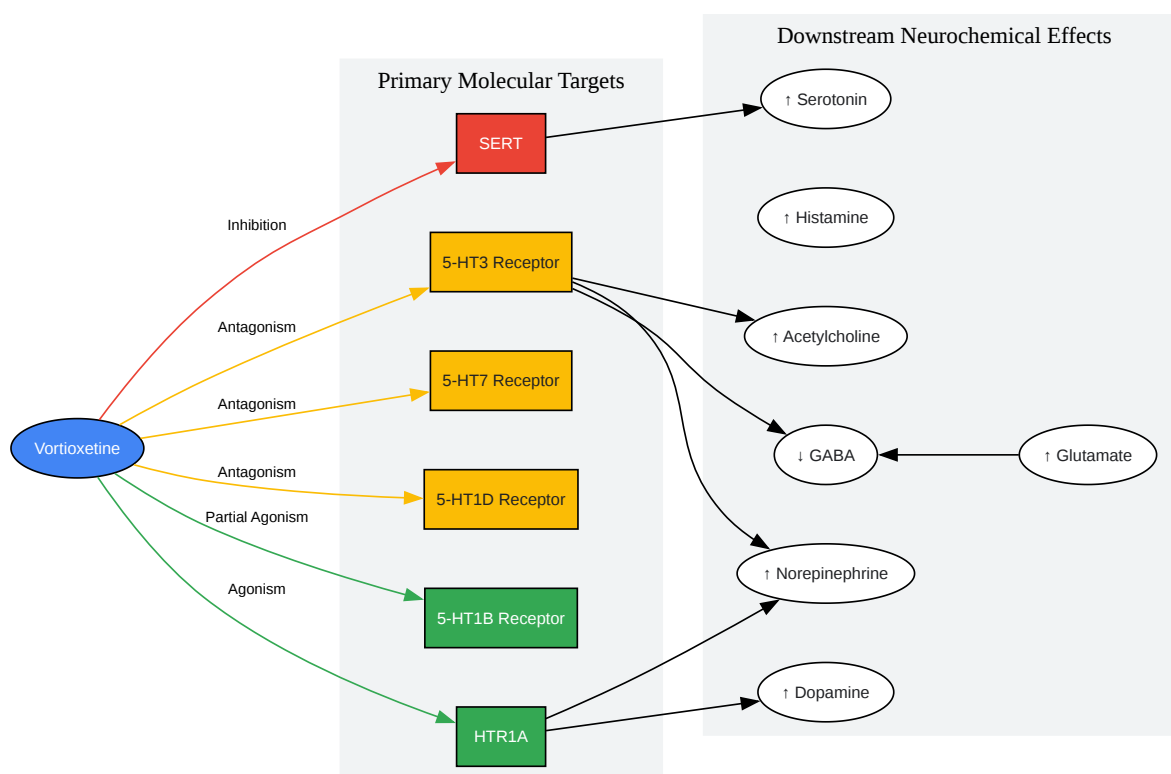 Downstream Neurochemical Effects
Primary Molecular Targets
↑ Serotonin
SERT
↑ Histamine
Inhibition
5-HT3 Receptor
Antagonism
↑ Acetylcholine
5-HT7 Receptor
Antagonism
Vortioxetine
↓ GABA
↑ Glutamate
Antagonism
5-HT1D Receptor
Partial Agonism
↑ Norepinephrine
Agonism
5-HT1B Receptor
↑ Dopamine
HTR1A